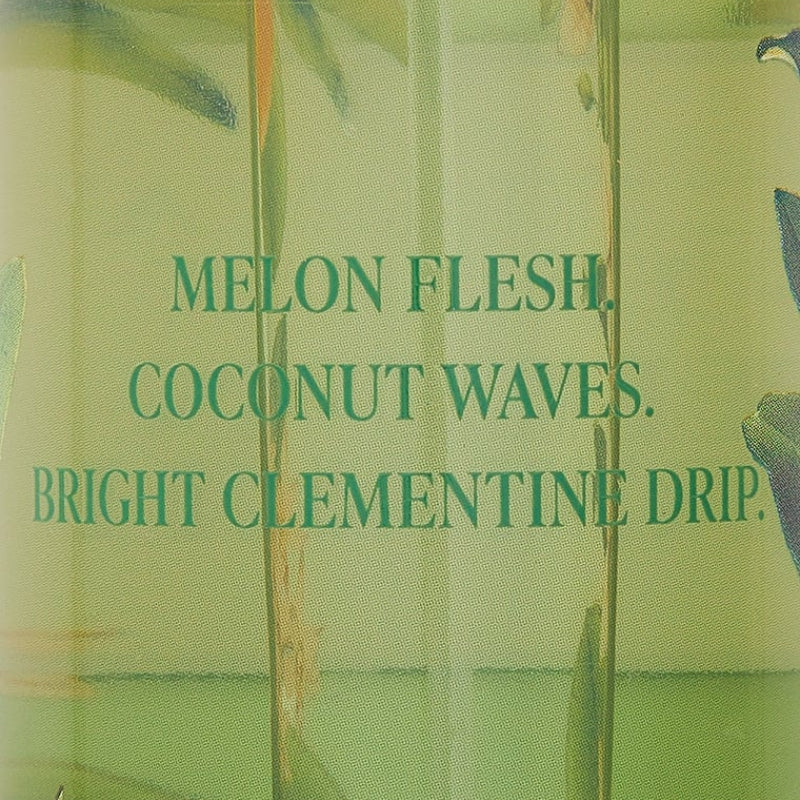 MELON FLESH.
COCONUT WAVES.
BRIGHT CLEMENTINE DRIP.